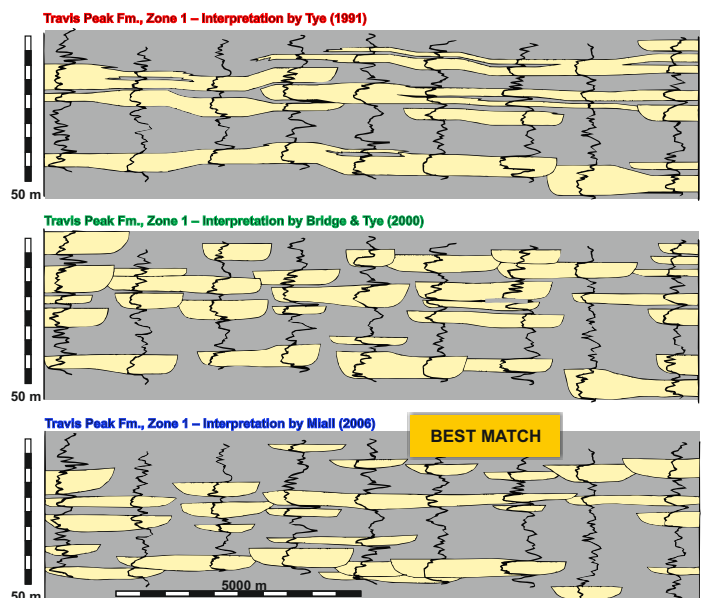 Travis Peak Fm., Zone 1 – Interpretation by Tye (1991)
50 m
Travis Peak Fm., Zone 1 – Interpretation by Bridge & Tye (2000)
50 m
Travis Peak Fm., Zone 1 – Interpretation by Miall (2006)
BEST MATCH
5000 m
50 m